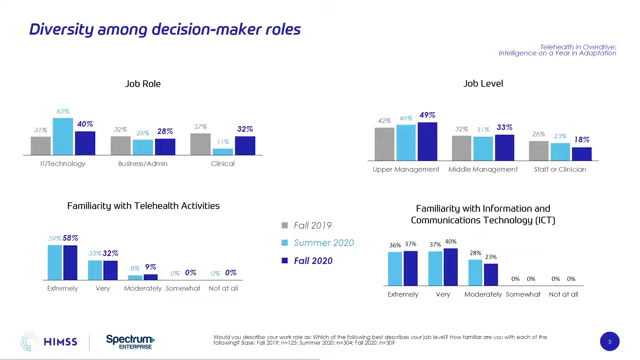 Diversity among decision-maker roles
Telehealth in Overdrive:
Intelligence on a Year in Adaptation
Job Role
31% 63% 40% 32% 26% 28% 37% 11% 32%
IT/Technology Business/Admin Clinical
Job Level
42% 46% 49% 32% 31% 33% 26% 23% 18%
Upper Management Middle Management Staff or Clinician
Familiarity with Telehealth Activities
59% 58% 33% 32% 8% 9% 0% 0% 0% 0%
Extremely Very Moderately Somewhat Not at all
Fall 2019
Summer 2020
Fall 2020
Familiarity with Information and
Communications Technology (ICT)
36% 37% 37% 40% 28% 23% 0% 0% 0% 0%
Extremely Very Moderately Somewhat Not at all
HIMSS
Spectrum
ENTERPRISE
Would you describe your work role as: Which of the following best describes your job level? How familiar are you with each of the
following? Base: Fall 2019: n=125; Summer 2020: n=304; Fall 2020: n=309
5